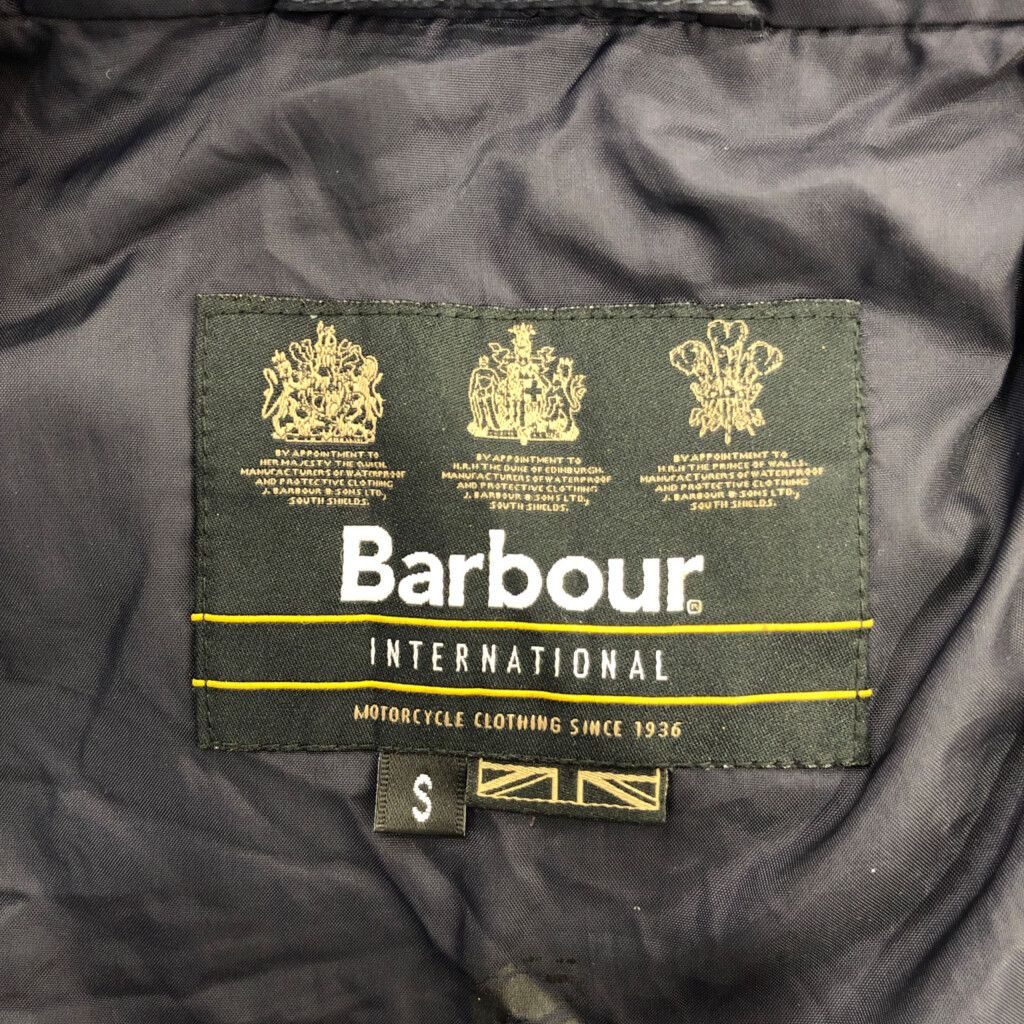 BY APPOINTMENT TO
HER MAJESTY THE QUEEN
MANUFACTURERS OF WATERPROOF
AND PROTECTIVE CLOTHING
J. BARBOUR & SONS LTD,
SOUTH SHIELDS.
BY APPOINTMENT TO
H.R.H THE DUKE OF EDINBURGH
MANUFACTURERS OF WATERPROOF
AND PROTECTIVE CLOTHING
J. BARBOUR & SONS LTD,
SOUTH SHIELDS.
BY APPOINTMENT TO
H.R.H THE PRINCE OF WALES
MANUFACTURERS OF WATERPROOF
AND PROTECTIVE CLOTHING
J. BARBOUR & SONS LTD,
SOUTH SHIELDS.
Barbour®
INTERNATIONAL
MOTORCYCLE CLOTHING SINCE 1936
S